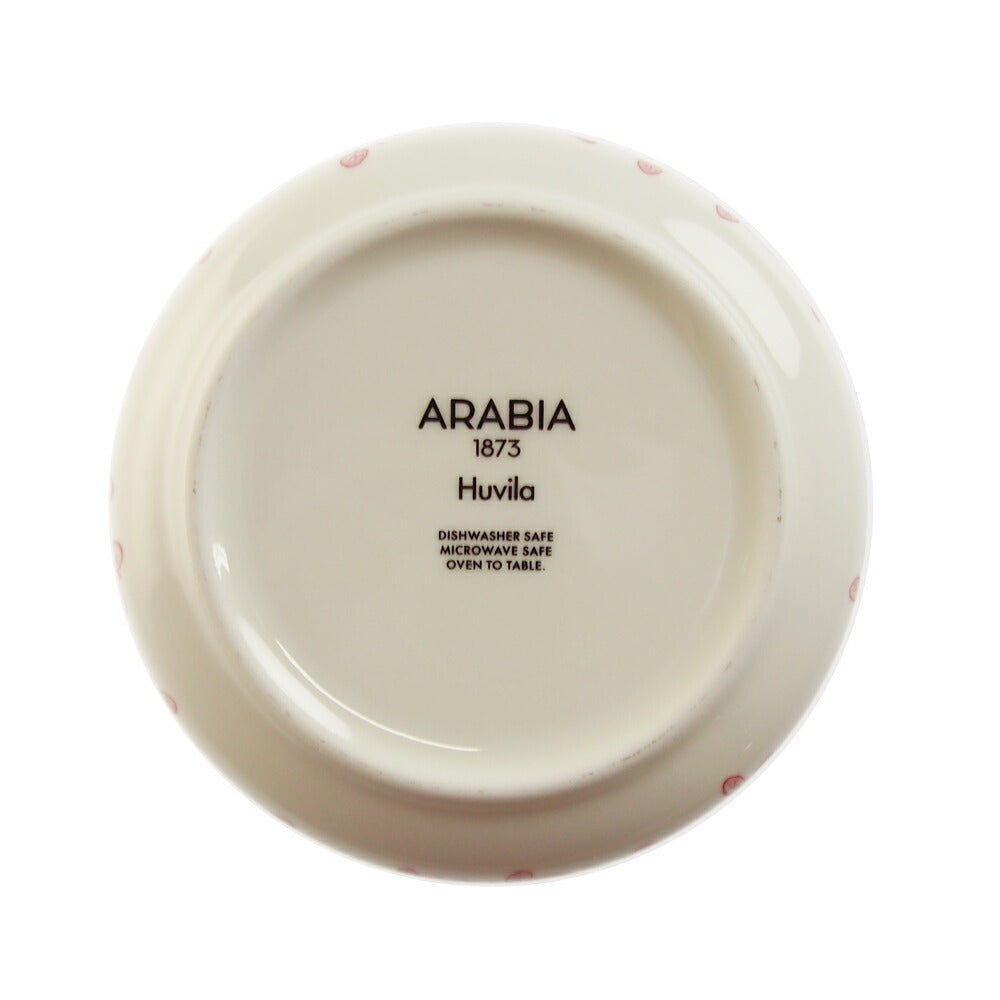 ARABIA
1873
Huvila
DISHWASHER SAFE
MICROWAVE SAFE
OVEN TO TABLE.